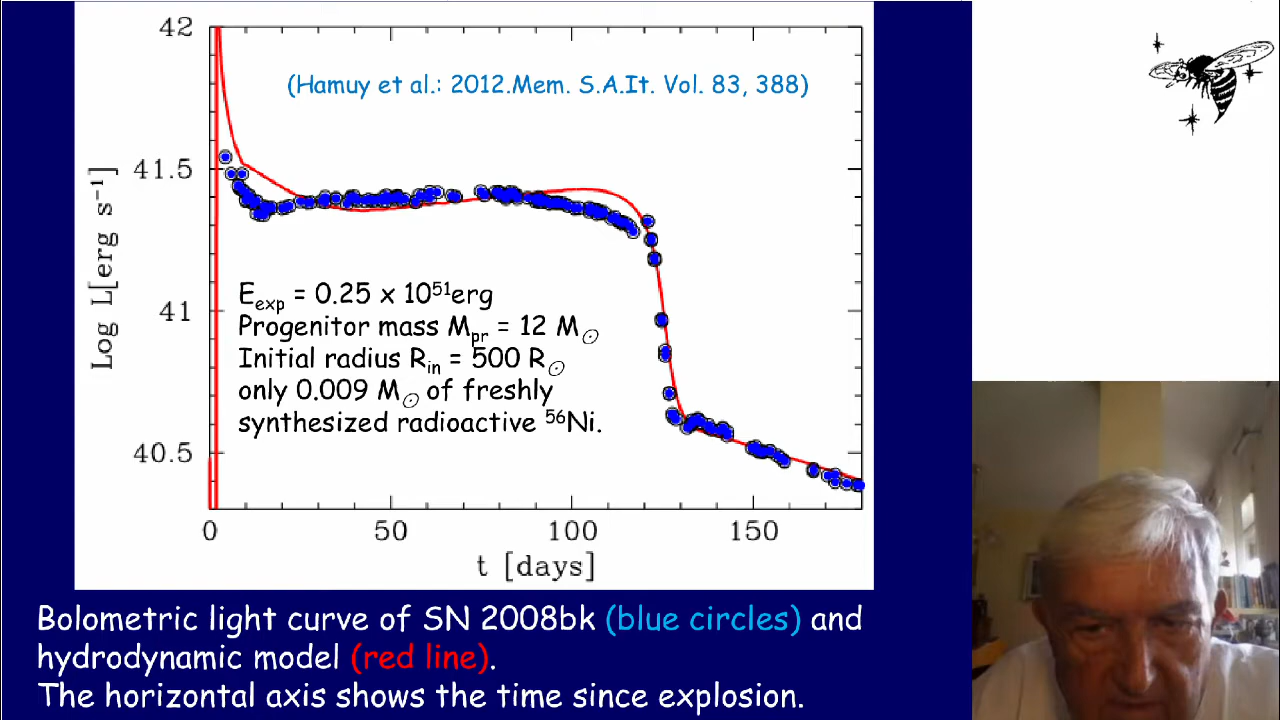 42
(Hamuy et al.: 2012.Mem. S.A.It. Vol. 83, 388)
41.5
41
40.5
Log L[erg s⁻¹]
E_exp = 0.25 x 10⁵¹erg
Progenitor mass M_pr = 12 M_☉
Initial radius R_in = 500 R_☉
only 0.009 M_☉ of freshly
synthesized radioactive ⁵⁶Ni.
0 50 100 150
t [days]
Bolometric light curve of SN 2008bk (blue circles) and
hydrodynamic model (red line).
The horizontal axis shows the time since explosion.